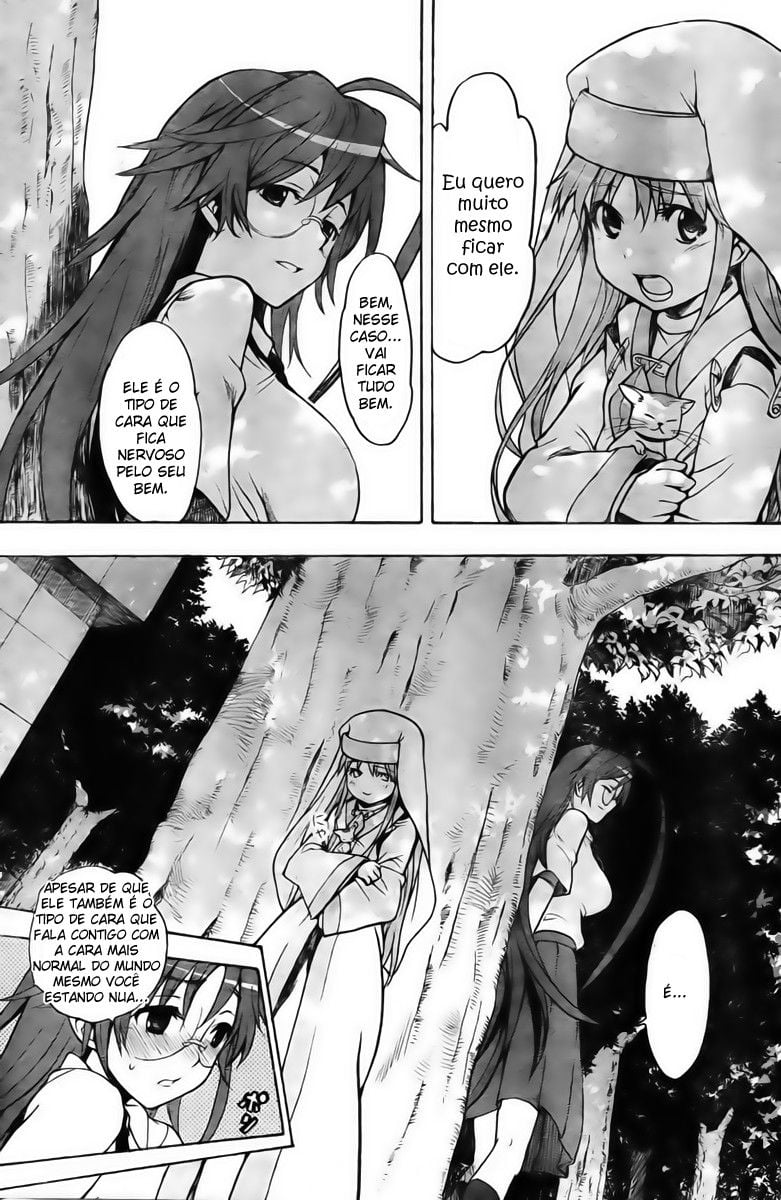 Eu quero
muito
mesmo
ficar
com ele.
BEM,
NESSE
CASO...
VAI
FICAR
TUDO
BEM.
ELE É O
TIPO DE
CARA QUE
FICA
NERVOSO
PELO SEU
BEM.
É...
APESAR DE QUE
ELE TAMBÉM É O
TIPO DE CARA QUE
FALA CONTIGO COM
A CARA MAIS
NORMAL DO MUNDO
MESMO VOCÊ
ESTANDO NUA...